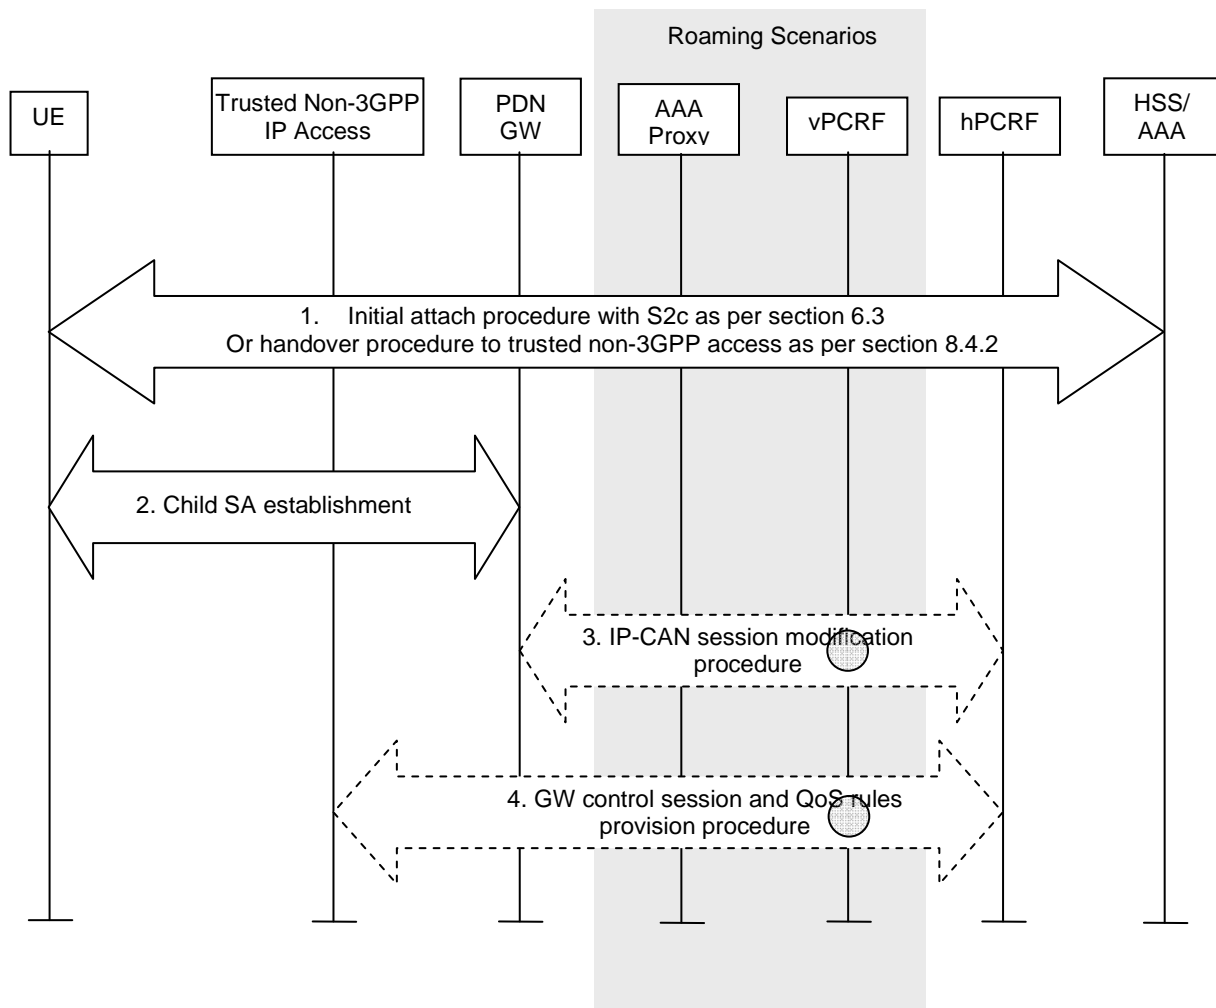 Roaming Scenarios
UE
Trusted Non-3GPP
IP Access
PDN
GW
AAA
Proxy
vPCRF
hPCRF
HSS/
AAA
1. Initial attach procedure with S2c as per section 6.3
Or handover procedure to trusted non-3GPP access as per section 8.4.2
2. Child SA establishment
3. IP-CAN session modification
procedure
4. GW control session and QoS rules
provision procedure